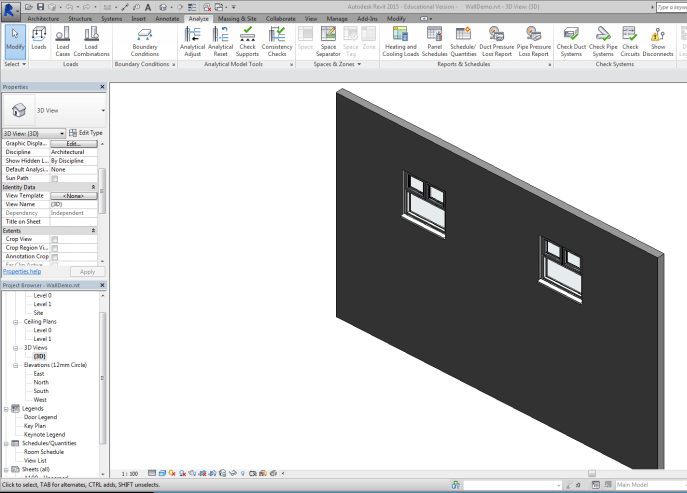 Autodesk Revit 2015 - Educational Version - WallDemo.rvt - 3D View: {3D}
Type a keyword
Architecture Structure Systems Insert Annotate Analyze Massing & Site Collaborate View Manage Add-Ins Modify
Modify Loads Load Cases Load Combinations Boundary Conditions Analytical Adjust Analytical Reset Check Supports Consistency Checks Space Space Separator Space Tag Zone Heating and Cooling Loads Panel Schedules Schedule/ Quantities Duct Pressure Loss Report Pipe Pressure Loss Report Check Duct Systems Check Pipe Systems Check Circuits Show Disconnects
Select Loads Boundary Conditions Analytical Model Tools Spaces & Zones Reports & Schedules Check Systems
Properties
3D View
3D View: {3D} Edit Type
Graphic Displa... Edit...
Discipline Architectural
Show Hidden L... By Discipline
Default Analysi... None
Sun Path
Identity Data
View Template <None>
View Name {3D}
Dependency Independent
Title on Sheet
Extents
Crop View
Crop Region Vi...
Annotation Crop
Far Clip Active
Properties help Apply
Project Browser - WallDemo.rvt
Level 0
Level 1
Site
Ceiling Plans
Level 0
Level 1
3D Views
{3D}
Elevations (12mm Circle)
East
North
South
West
Legends
Door Legend
Key Plan
Keynote Legend
Schedules/Quantities
Room Schedule
View List
Sheets (all)
A100 - Unnamed
1 : 100
Click to select, TAB for alternates, CTRL adds, SHIFT unselects.
:0 Main Model